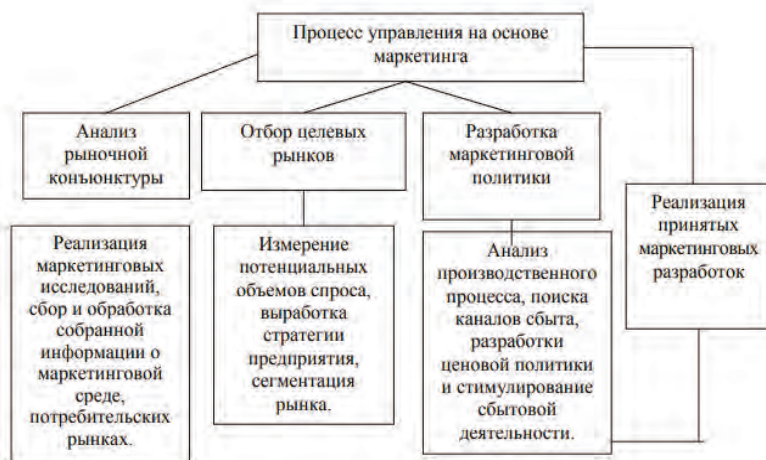 Процесс управления на основе
маркетинга
Анализ
рыночной
конъюнктуры
Отбор целевых
рынков
Разработка
маркетинговой
политики
Реализация
принятых
маркетинговых
разработок
Реализация
маркетинговых
исследований,
сбор и обработка
собранной
информации о
маркетинговой
среде,
потребительских
рынках.
Измерение
потенциальных
объемов спроса,
выработка
стратегии
предприятия,
сегментация
рынка.
Анализ
производственного
процесса, поиска
каналов сбыта,
разработки
ценовой политики
и стимулирование
сбытовой
деятельности.